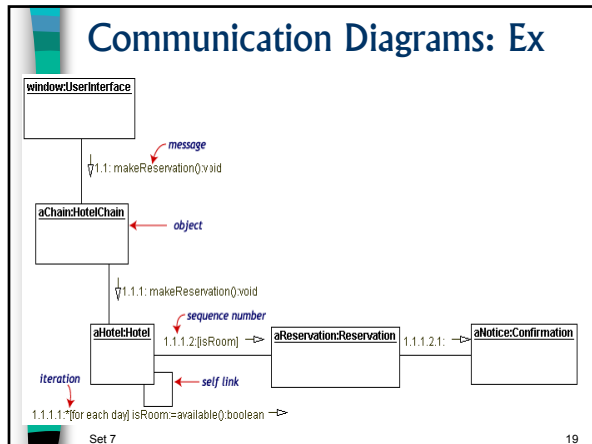 Communication Diagrams: Ex
window:UserInterface
message
1.1: makeReservation():void
aChain:HotelChain
object
1.1.1: makeReservation():void
sequence number
aHotel:Hotel
1.1.1.2:[isRoom]
aReservation:Reservation
1.1.1.2.1:
aNotice:Confirmation
iteration
self link
1.1.1.1:*[for each day] isRoom:=available():boolean
Set 7
19